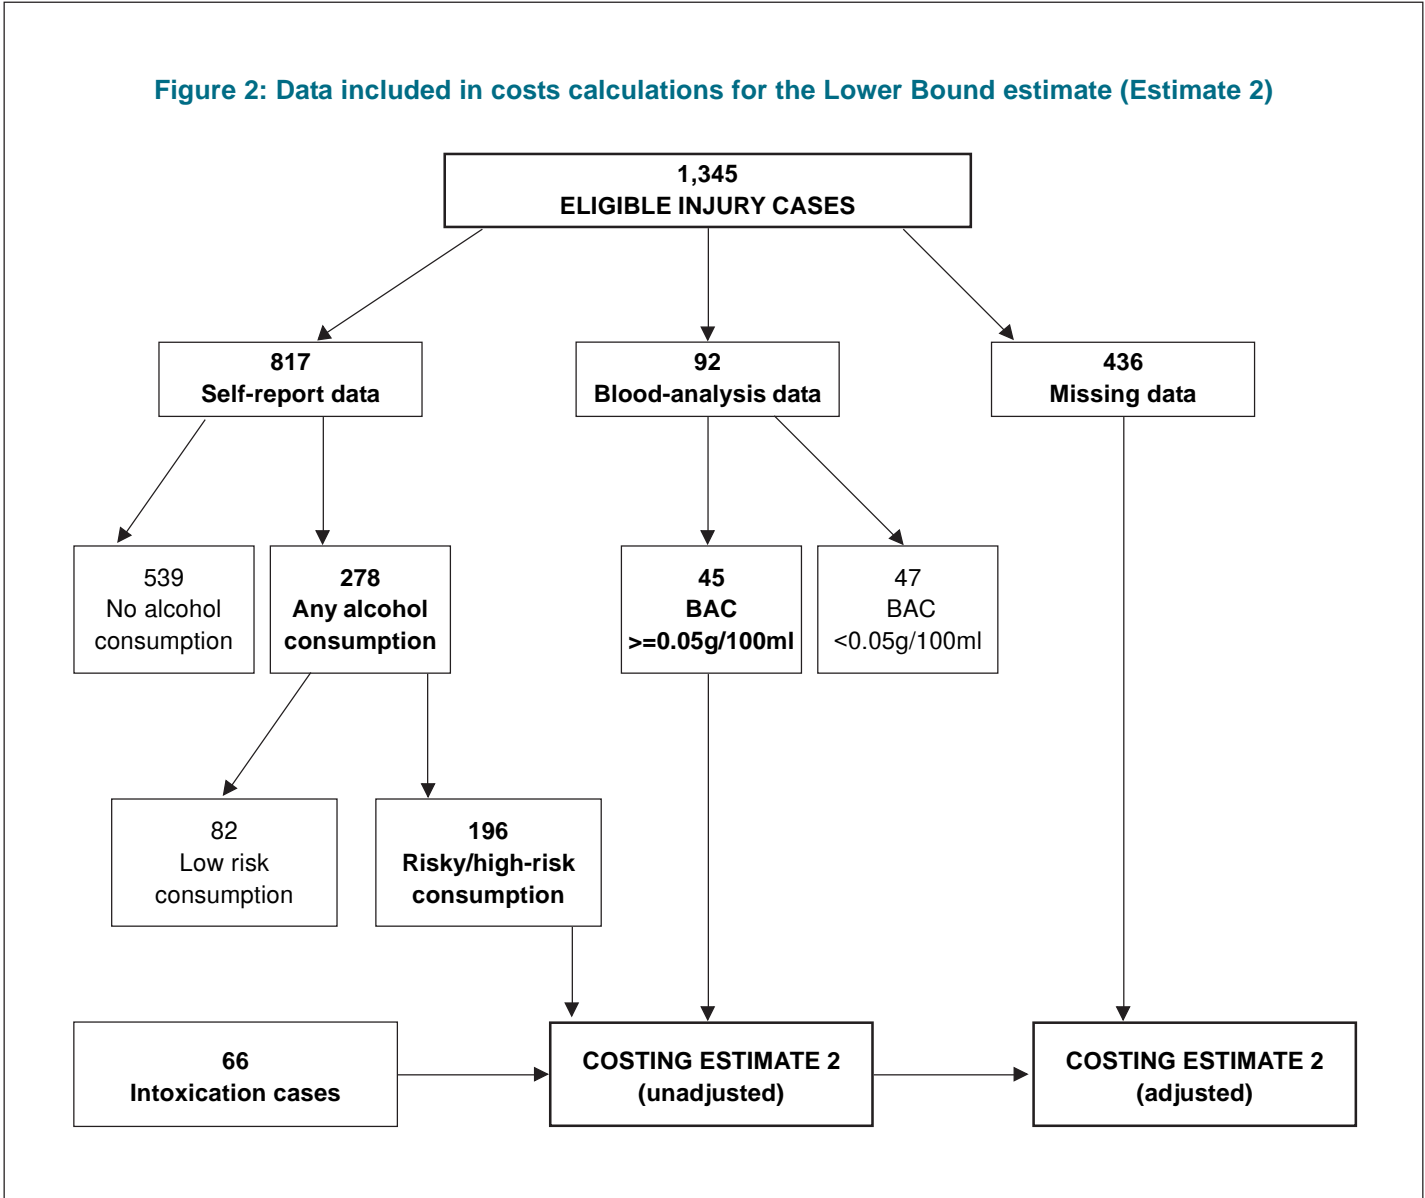 Figure 2: Data included in costs calculations for the Lower Bound estimate (Estimate 2)
1,345
ELIGIBLE INJURY CASES
817
Self-report data
92
Blood-analysis data
436
Missing data
539
No alcohol
consumption
278
Any alcohol
consumption
45
BAC
>=0.05g/100ml
47
BAC
<0.05g/100ml
82
Low risk
consumption
196
Risky/high-risk
consumption
66
Intoxication cases
COSTING ESTIMATE 2
(unadjusted)
COSTING ESTIMATE 2
(adjusted)